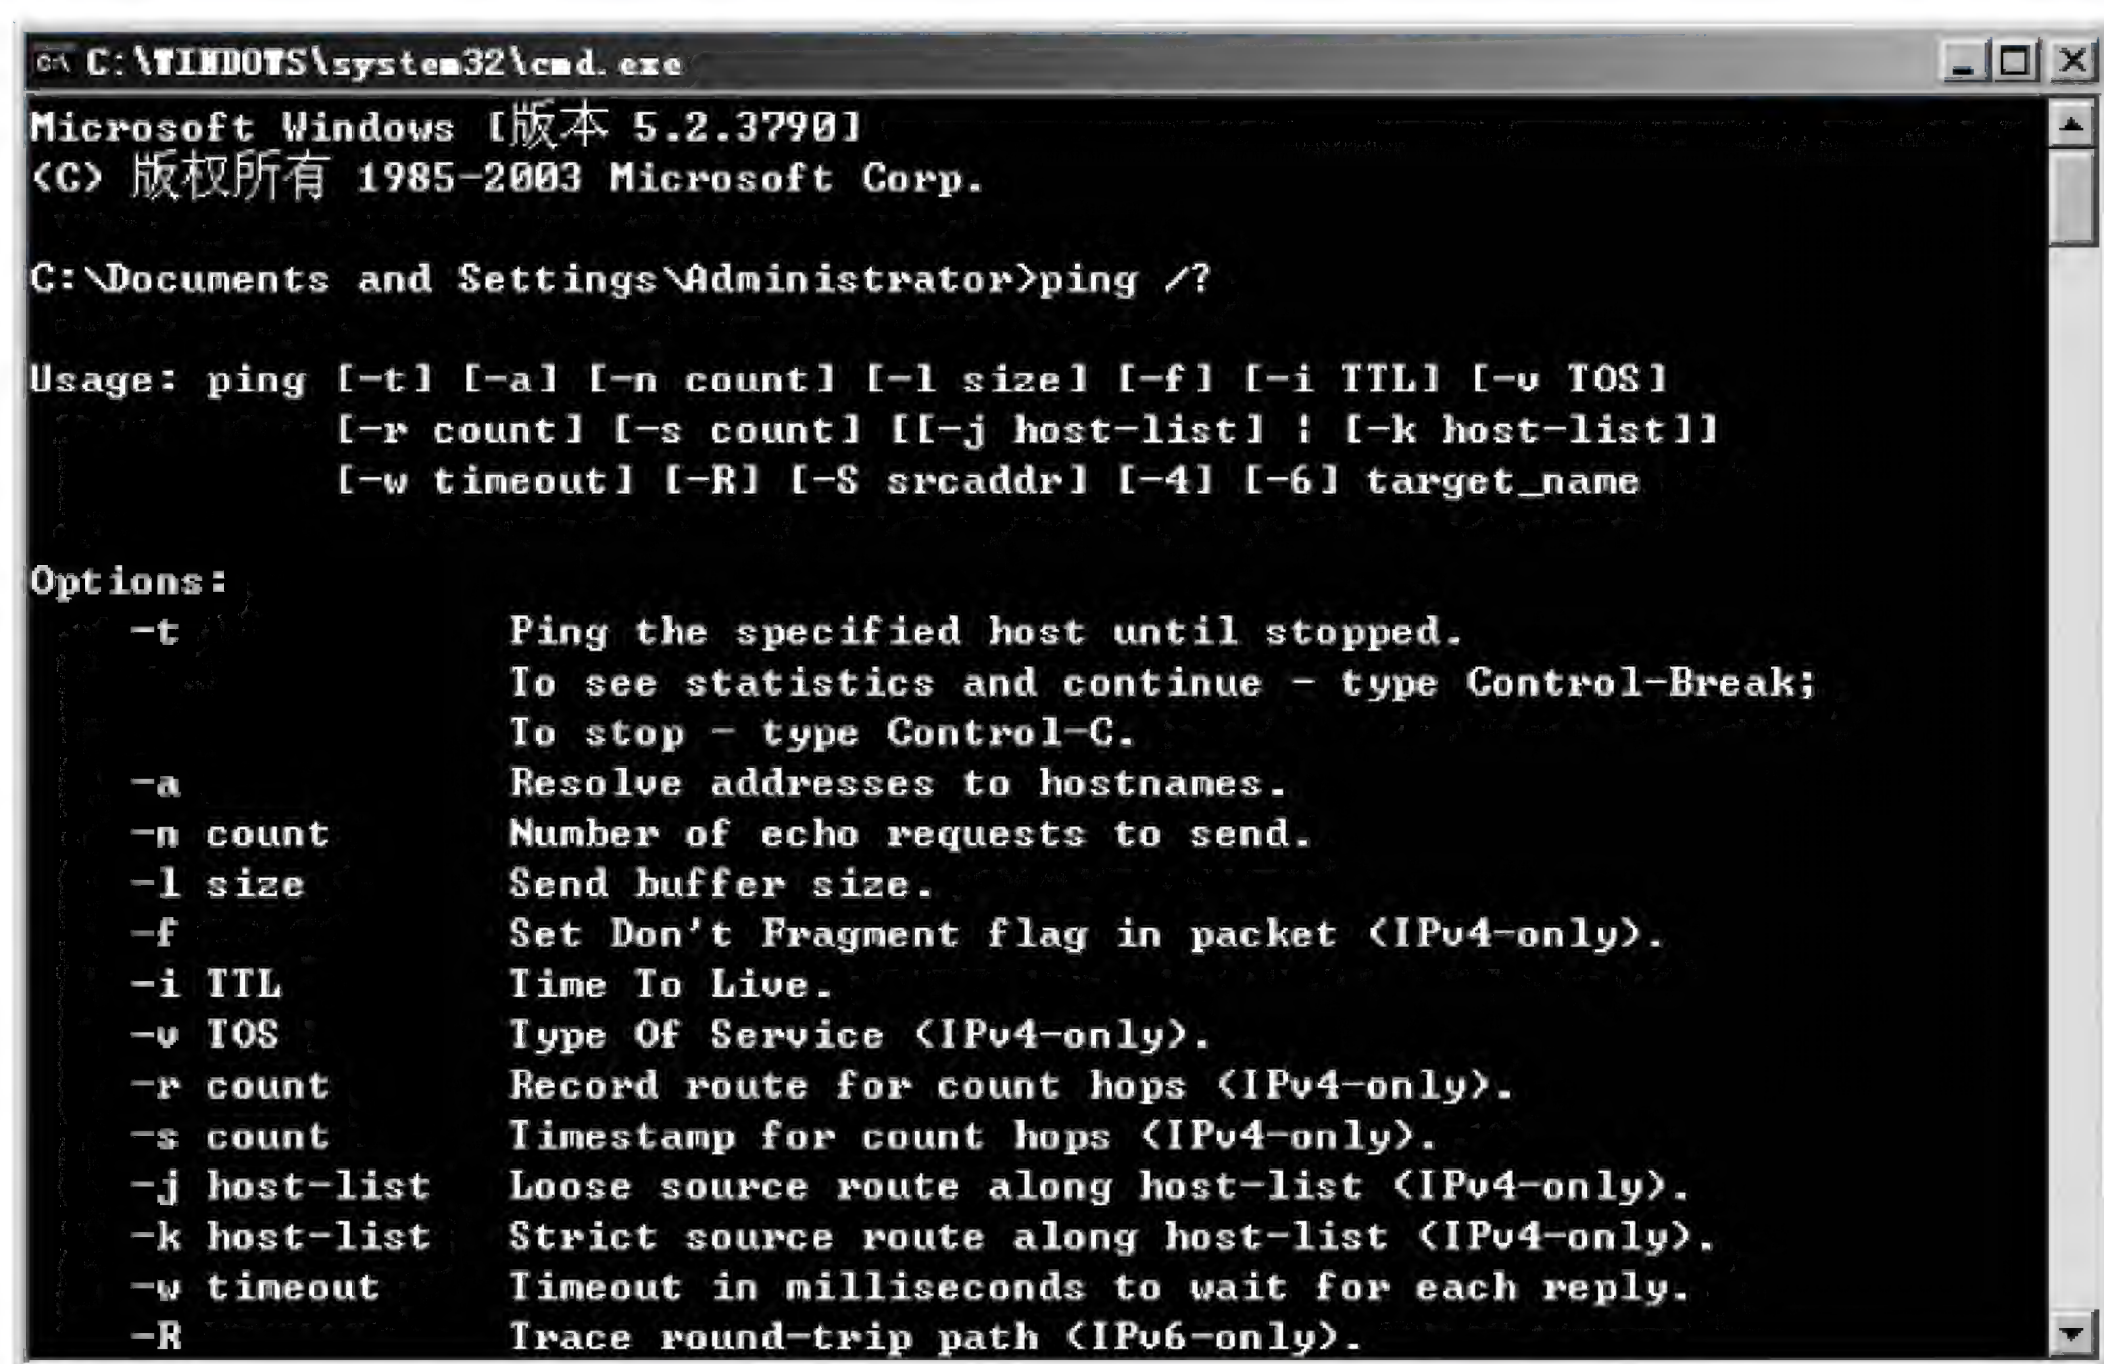 C:\WINDOWS\system32\cmd.exe
Microsoft Windows [版本 5.2.3790]
(C) 版权所有 1985-2003 Microsoft Corp.
C:\Documents and Settings\Administrator>ping /?
Usage: ping [-t] [-a] [-n count] [-l size] [-f] [-i TTL] [-v TOS]
[-r count] [-s count] [[-j host-list] | [-k host-list]]
[-w timeout] [-R] [-S srcaddr] [-4] [-6] target_name
Options:
-t Ping the specified host until stopped.
To see statistics and continue - type Control-Break;
To stop - type Control-C.
-a Resolve addresses to hostnames.
-n count Number of echo requests to send.
-l size Send buffer size.
-f Set Don't Fragment flag in packet (IPv4-only).
-i TTL Time To Live.
-v TOS Type Of Service (IPv4-only).
-r count Record route for count hops (IPv4-only).
-s count Timestamp for count hops (IPv4-only).
-j host-list Loose source route along host-list (IPv4-only).
-k host-list Strict source route along host-list (IPv4-only).
-w timeout Timeout in milliseconds to wait for each reply.
-R Trace round-trip path (IPv6-only).